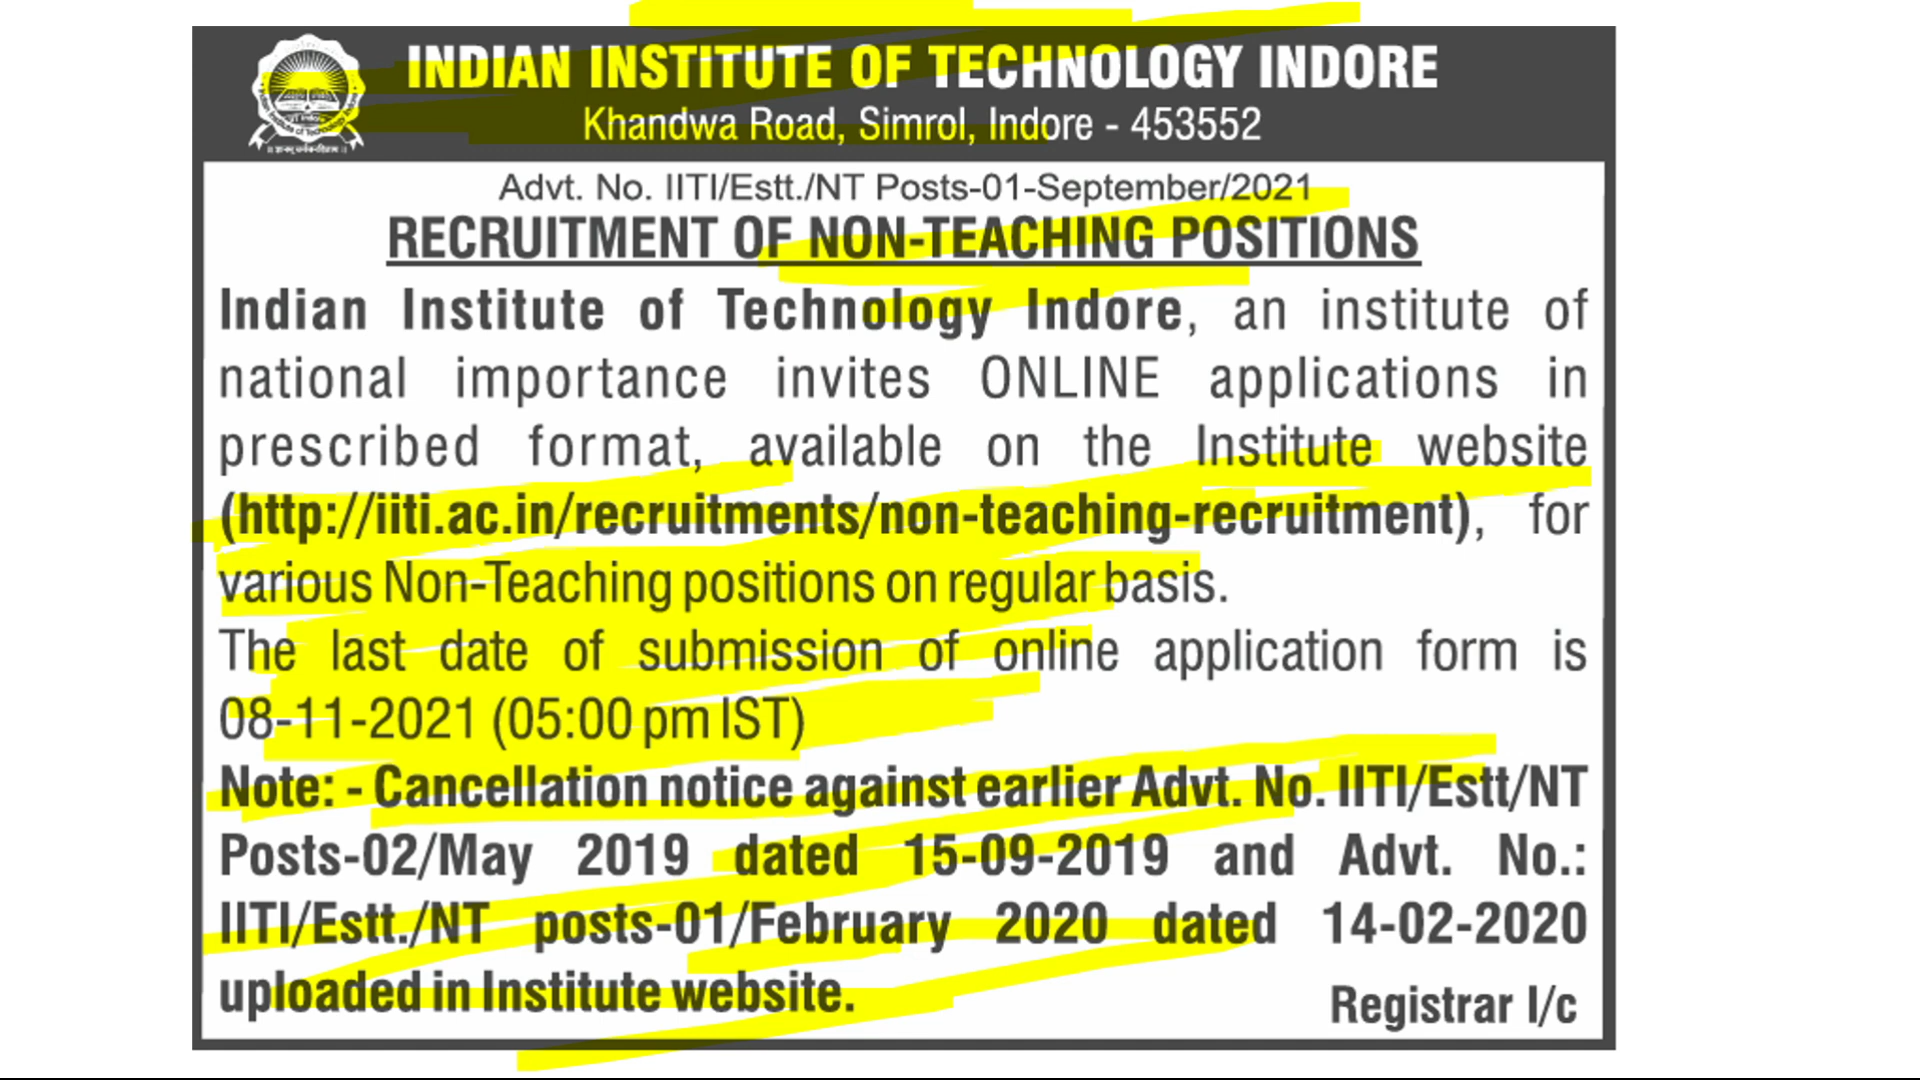 INDIAN INSTITUTE OF TECHNOLOGY INDORE
Khandwa Road, Simrol, Indore - 453552
Advt. No. IITI/Estt./NT Posts-01-September/2021
RECRUITMENT OF NON-TEACHING POSITIONS
Indian Institute of Technology Indore, an institute of
national importance invites ONLINE applications in
prescribed format, available on the Institute website
(http://iiti.ac.in/recruitments/non-teaching-recruitment), for
various Non-Teaching positions on regular basis.
The last date of submission of online application form is
08-11-2021 (05:00 pm IST)
Note: - Cancellation notice against earlier Advt. No. IITI/Estt/NT
Posts-02/May 2019 dated 15-09-2019 and Advt. No.:
IITI/Estt./NT posts-01/February 2020 dated 14-02-2020
uploaded in Institute website.
Registrar I/c